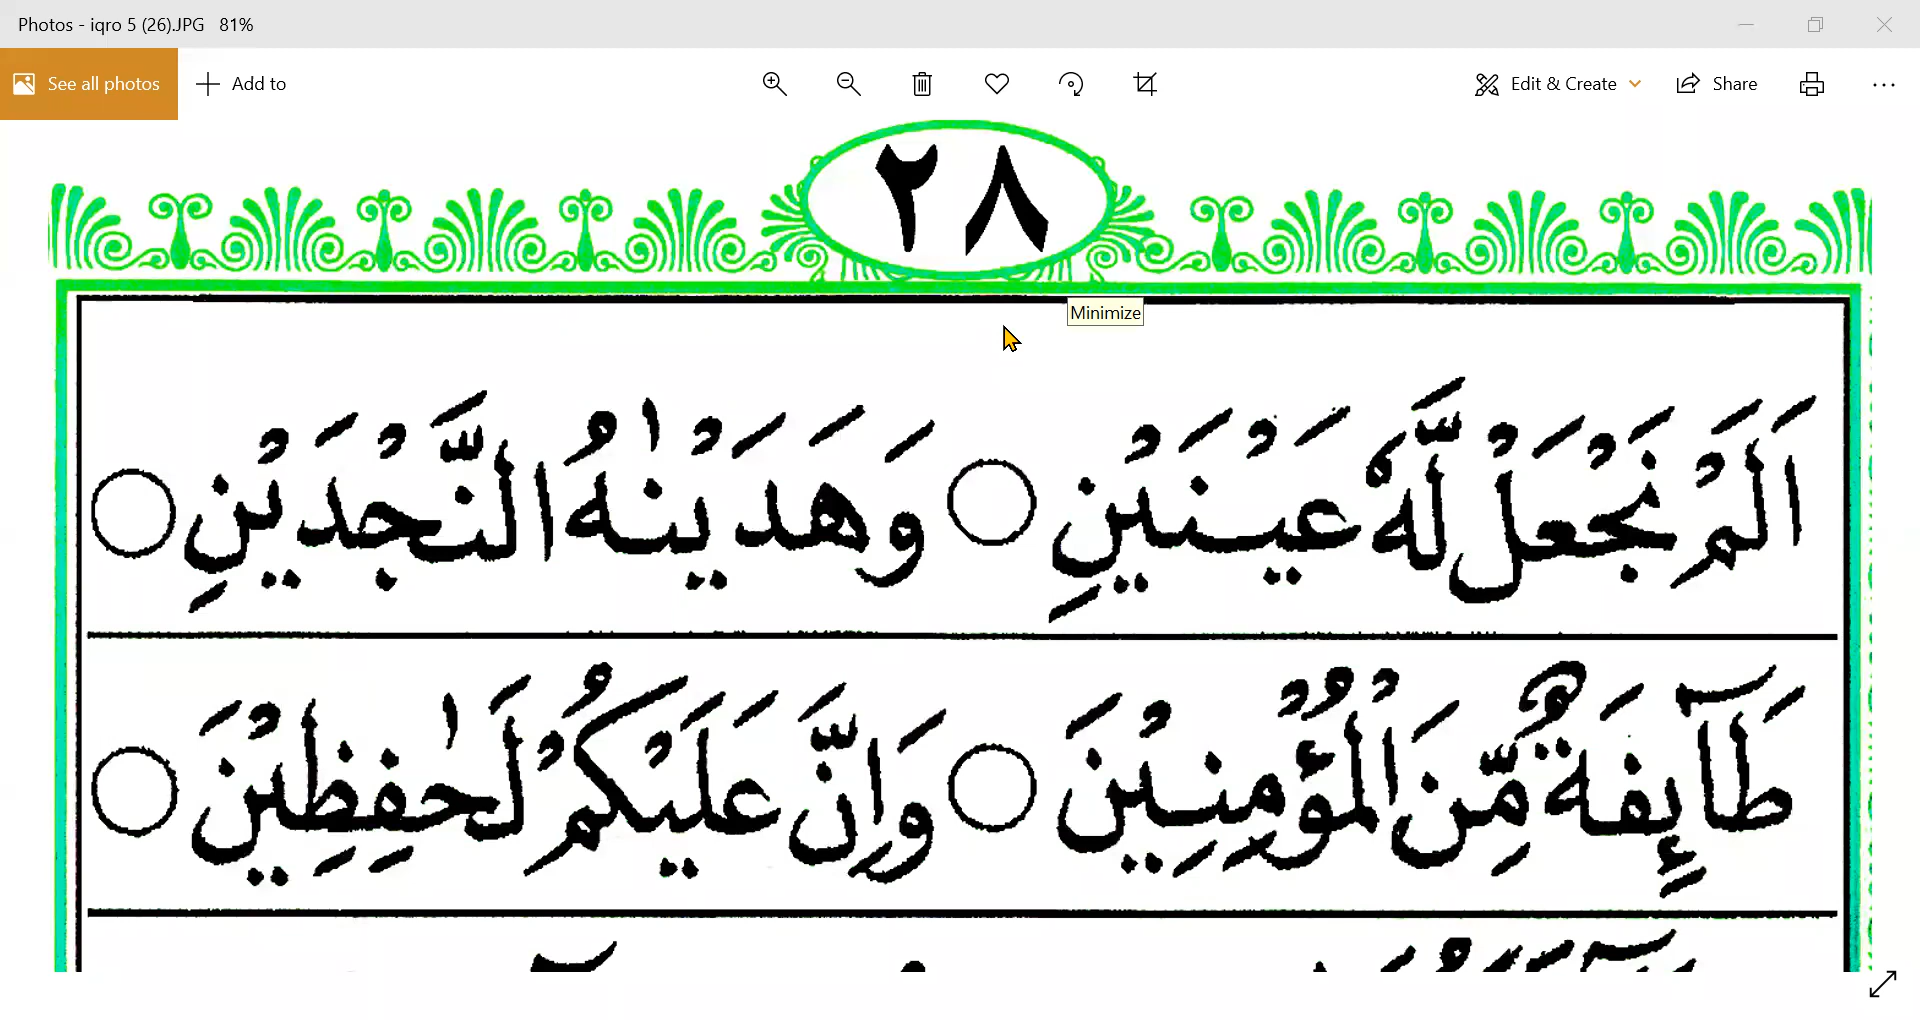 Photos - iqro 5 (26).JPG 81%
See all photos
Add to
Edit & Create
Share
٢٨
Minimize
اَلَمْ نَجْعَلْ لَّهٗ عَيْنَيْنِ ○ وَهَدَيْنٰهُ النَّجْدَيْنِ ○
طَآئِفَةٌ مِّنَ الْمُؤْمِنِيْنَ ○ وَاِنَّ عَلَيْكُمْ لَحٰفِظِيْنَ ○